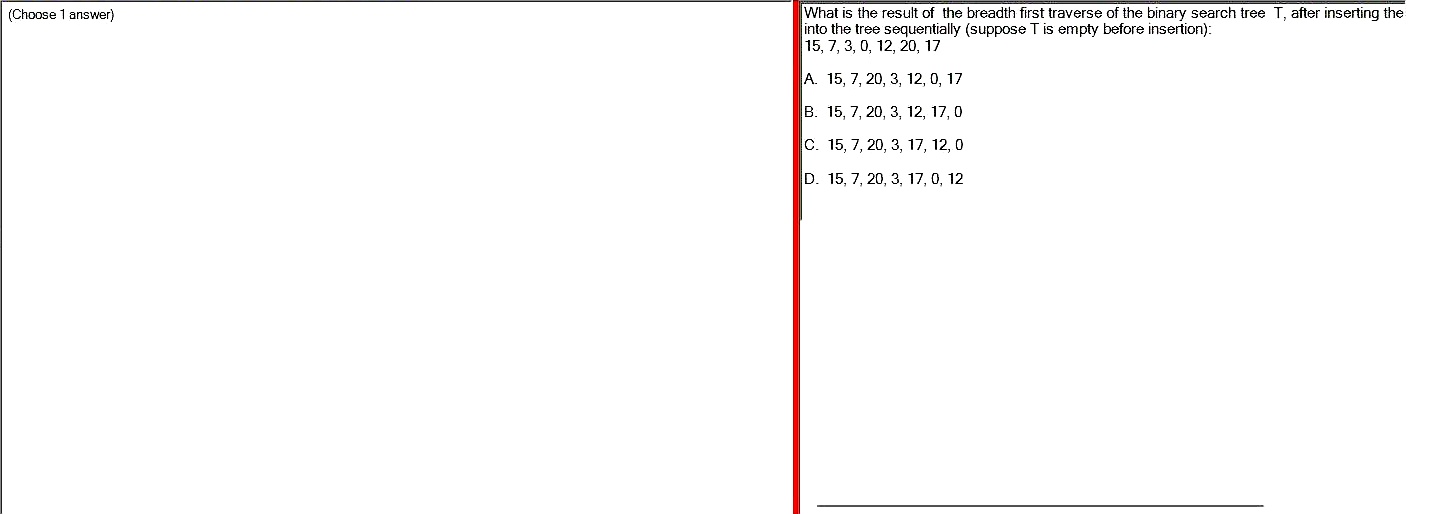 (Choose 1 answer)
What is the result of the breadth first traverse of the binary search tree T, after inserting the
into the tree sequentially (suppose T is empty before insertion):
15, 7, 3, 0, 12, 20, 17
A. 15, 7, 20, 3, 12, 0, 17
B. 15, 7, 20, 3, 12, 17, 0
C. 15, 7, 20, 3, 17, 12, 0
D. 15, 7, 20, 3, 17, 0, 12